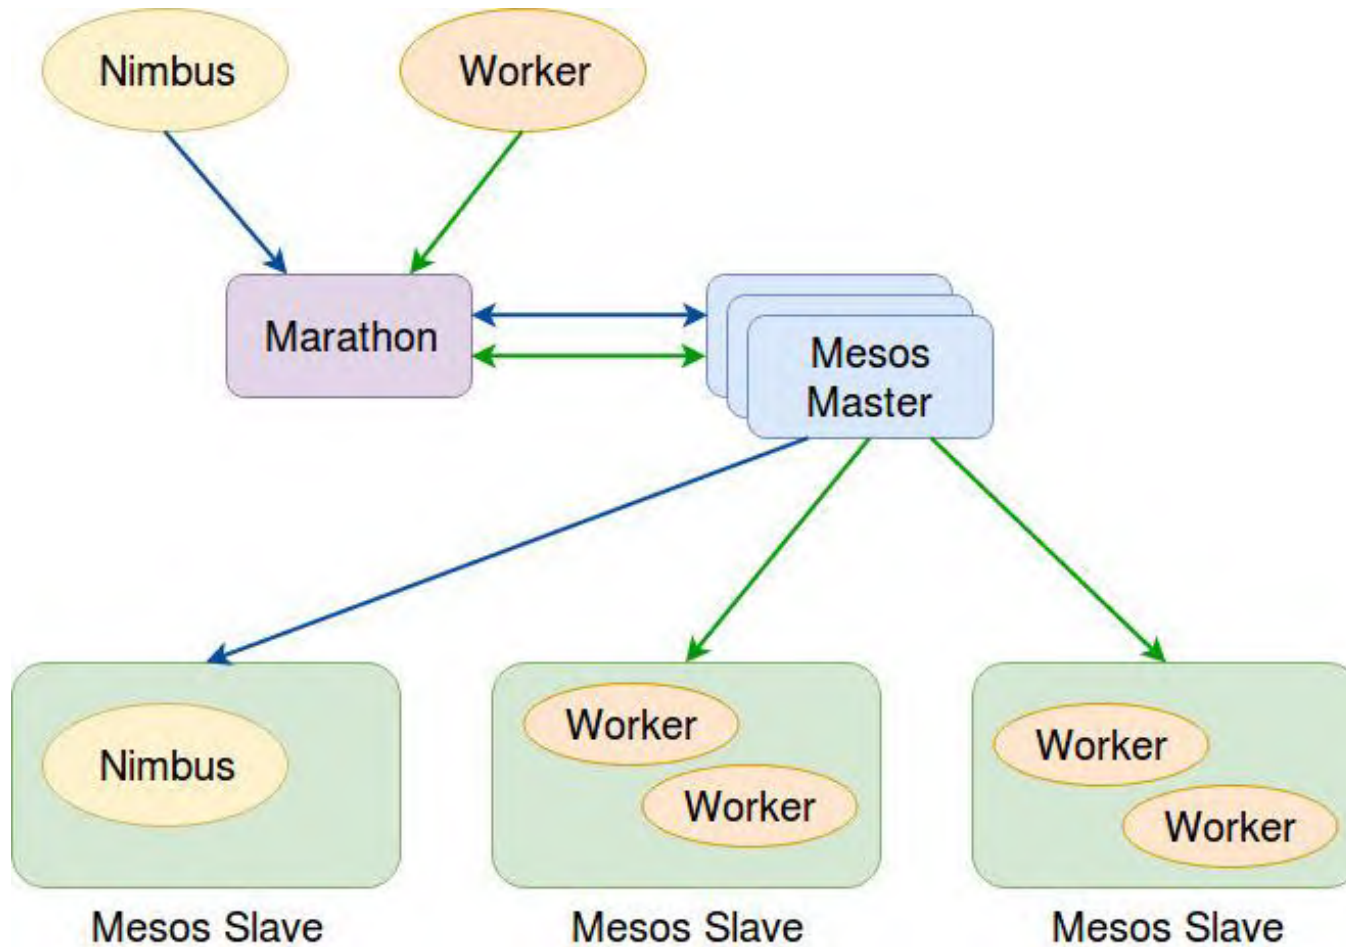 Nimbus
Worker
Marathon
Mesos
Master
Nimbus
Worker
Worker
Worker
Worker
Mesos Slave
Mesos Slave
Mesos Slave